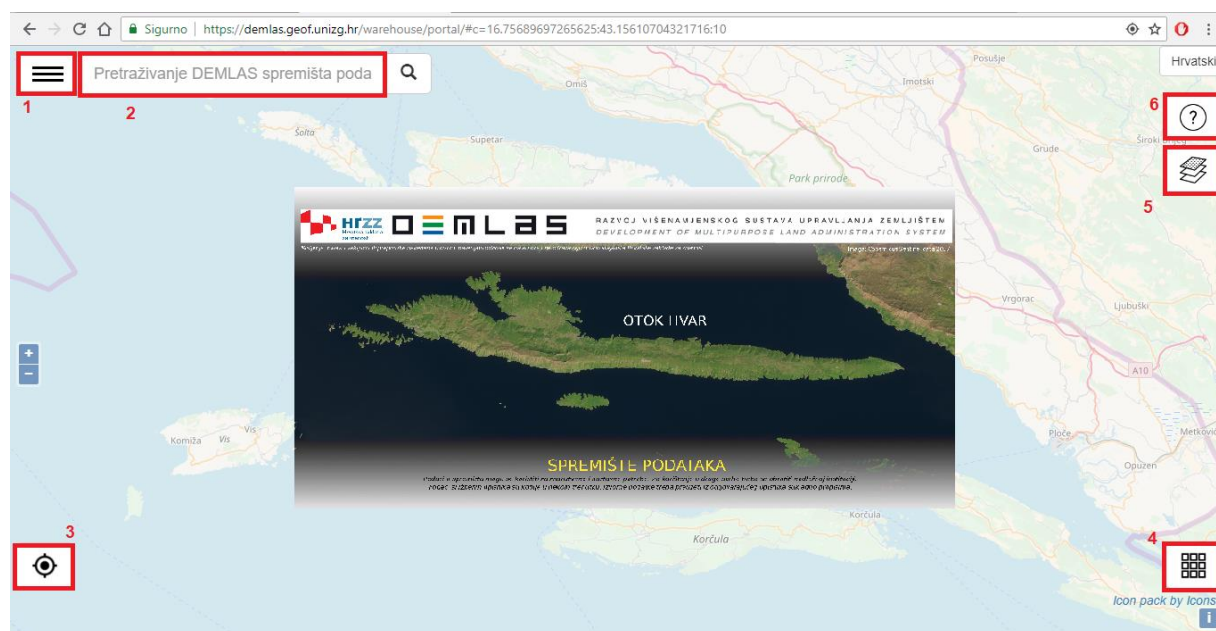 Sigurno | https://demlas.geof.unizg.hr/warehouse/portal/#c=16.75689697265625:43.15610704321716:10
Hrvatski
Pretraživanje DEMLAS spremišta poda
1
2
6
?
5
Omiš
Imotski
Posušje
Šolta
Supetar
Grude
Široki
Park prirode
HRZZ
DEMLAS
RAZVOJ VIŠENAMJENSKOG SUSTAVA UPRAVLJANJA ZEMLJIŠTEM
DEVELOPMENT OF MULTIPURPOSE LAND ADMINISTRATION SYSTEM
OTOK HVAR
Vrgorac
Ljubuški
A10
+
−
Komiža
Vis
Vis
Ploče
Metković
Opuzen
SPREMIŠTE PODATAKA
Korčula
Korčula
3
4
Icon pack by Icons
i